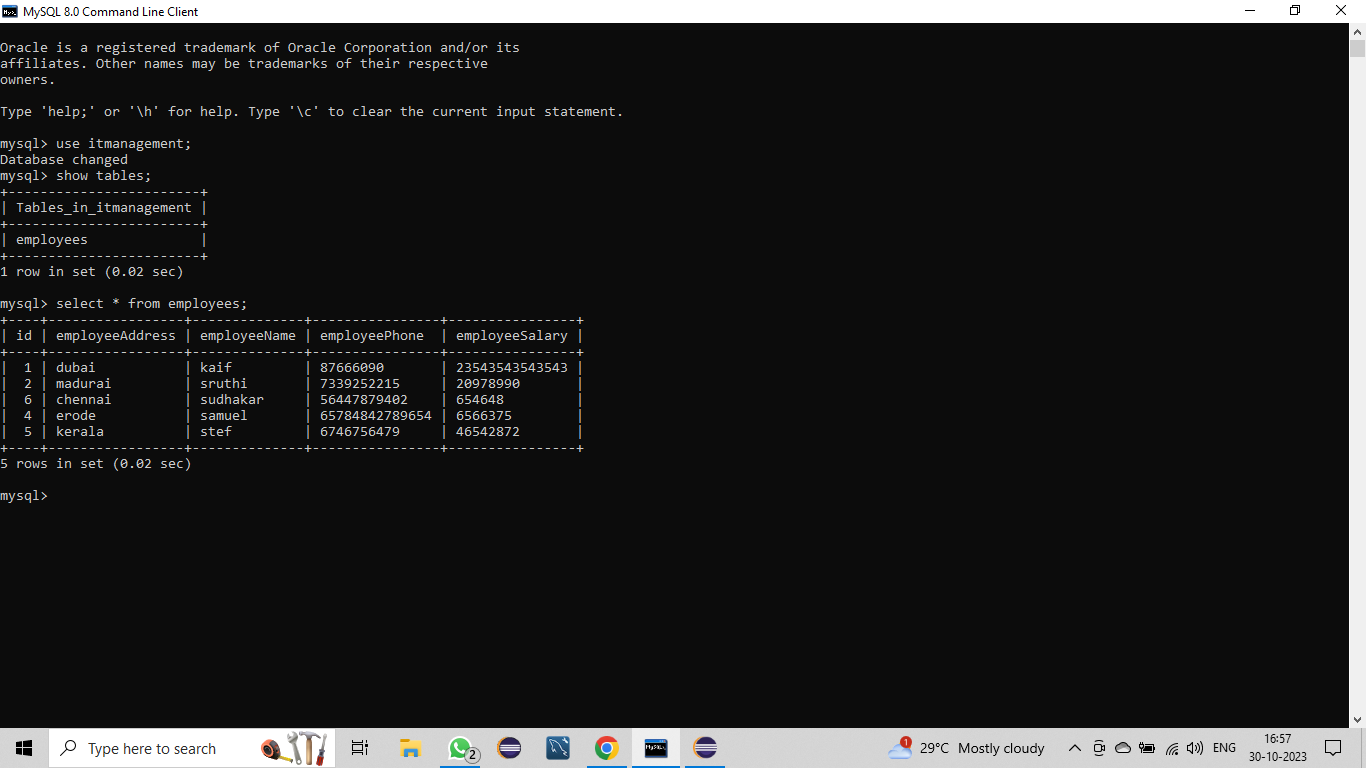 MySQL 8.0 Command Line Client
Oracle is a registered trademark of Oracle Corporation and/or its
affiliates. Other names may be trademarks of their respective
owners.
Type 'help;' or '\h' for help. Type '\c' to clear the current input statement.
mysql> use itmanagement;
Database changed
mysql> show tables;
+------------------------+
| Tables_in_itmanagement |
+------------------------+
| employees              |
+------------------------+
1 row in set (0.02 sec)
mysql> select * from employees;
+----+-----------------+--------------+----------------+----------------+
| id | employeeAddress | employeeName | employeePhone  | employeeSalary |
+----+-----------------+--------------+----------------+----------------+
|  1 | dubai           | kaif         | 87666090       | 23543543543543 |
|  2 | madurai         | sruthi       | 7339252215     | 20978990       |
|  6 | chennai         | sudhakar     | 56447879402    | 654648         |
|  4 | erode           | samuel       | 65784842789654 | 6566375        |
|  5 | kerala          | stef         | 6746756479     | 46542872       |
+----+-----------------+--------------+----------------+----------------+
5 rows in set (0.02 sec)
mysql>
Type here to search
2
MySQL
1
29°C Mostly cloudy
ENG
16:57
30-10-2023